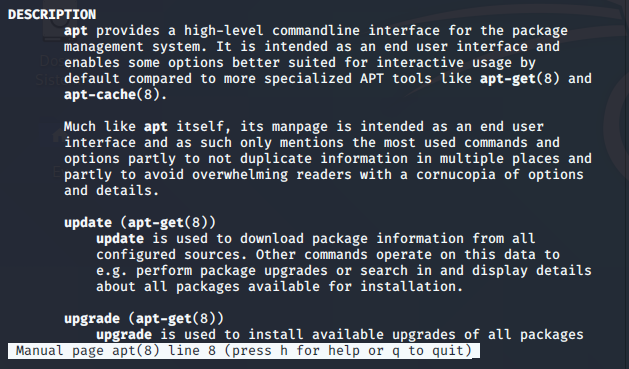 DESCRIPTION
apt provides a high-level commandline interface for the package
management system. It is intended as an end user interface and
enables some options better suited for interactive usage by
default compared to more specialized APT tools like apt-get(8) and
apt-cache(8).
Much like apt itself, its manpage is intended as an end user
interface and as such only mentions the most used commands and
options partly to not duplicate information in multiple places and
partly to avoid overwhelming readers with a cornucopia of options
and details.
update (apt-get(8))
update is used to download package information from all
configured sources. Other commands operate on this data to
e.g. perform package upgrades or search in and display details
about all packages available for installation.
upgrade (apt-get(8))
upgrade is used to install available upgrades of all packages
Manual page apt(8) line 8 (press h for help or q to quit)